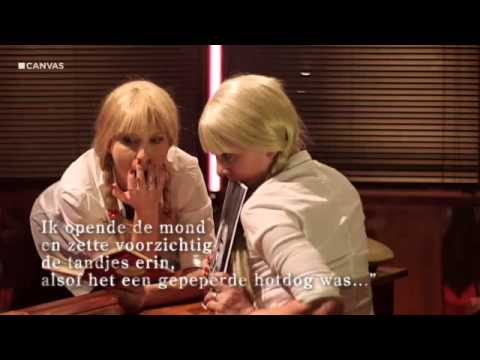 CANVAS
Ik opende de mond
en zette voorzichtig
de tandjes erin,
alsof het een gepeperde hotdog was..."